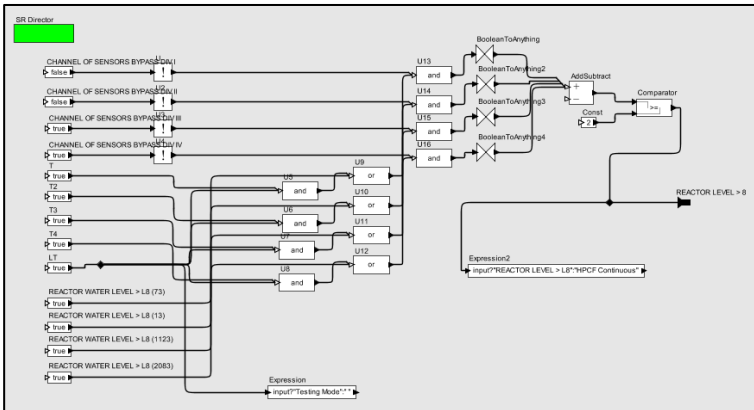 SR Director
CHANNEL OF SENSORS BYPASS DIV I
false
!
CHANNEL OF SENSORS BYPASS DIV II
false
U2
!
CHANNEL OF SENSORS BYPASS DIV III
true
U3
!
CHANNEL OF SENSORS BYPASS DIV IV
true
U4
!
T
true
T2
true
T3
true
T4
true
LT
true
REACTOR WATER LEVEL > L8 (73)
true
REACTOR WATER LEVEL > L8 (13)
true
REACTOR WATER LEVEL > L8 (1123)
true
REACTOR WATER LEVEL > L8 (2083)
true
U5
and
U6
and
U7
and
U8
and
U9
or
U10
or
U11
or
U12
or
U13
and
U14
and
U15
and
U16
and
BooleanToAnything
BooleanToAnything2
BooleanToAnything3
BooleanToAnything4
AddSubtract
+
−
Const
2
Comparator
>=
REACTOR LEVEL > 8
Expression2
input?"REACTOR LEVEL > L8":"HPCF Continuous"
Expression
input?"Testing Mode":" "